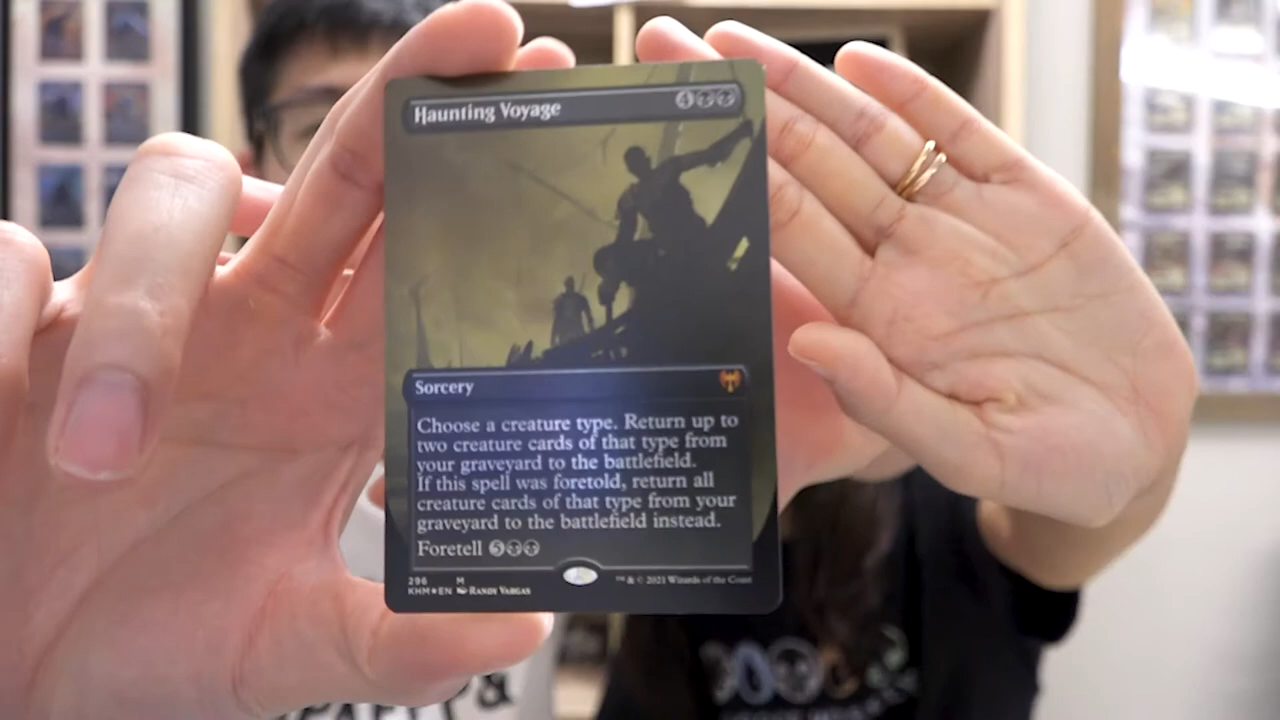 Haunting Voyage 4
Sorcery
Choose a creature type. Return up to
two creature cards of that type from
your graveyard to the battlefield.
If this spell was foretold, return all
creature cards of that type from your
graveyard to the battlefield instead.
Foretell 5
296 M
KHM★EN RANDY VARGAS
™ & © 2021 Wizards of the Coast